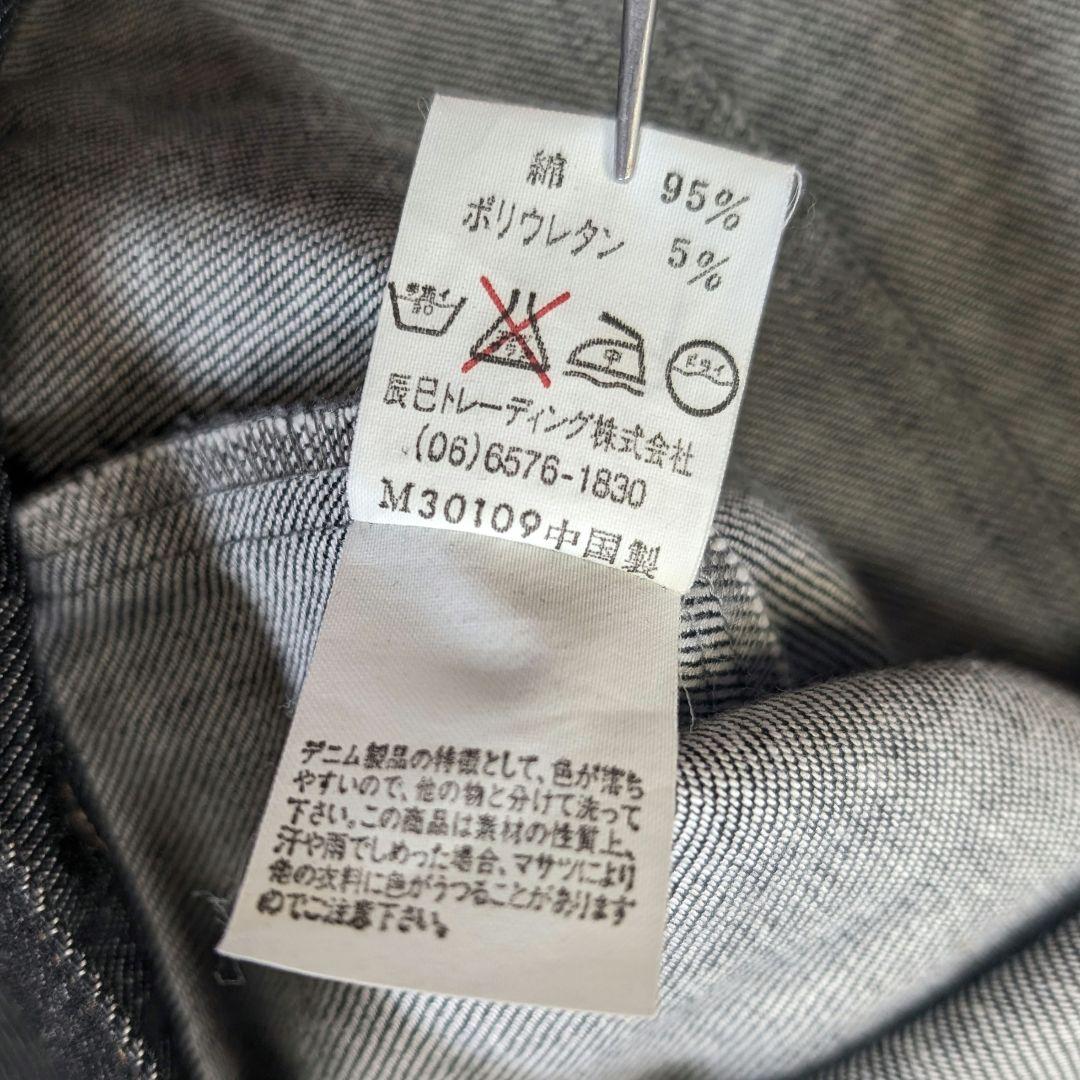 綿 95%
ポリウレタン 5%
中 ドライ
辰巳トレーディング株式会社
(06)6576-1830
M30109中国製
デニム製品の特徴として、色が落ち
やすいので、他の物と分けて洗って
下さい。この商品は素材の性質上、
汗や雨でしめった場合、マサツにより
他の衣料に色がうつることがあります
のでご注意下さい。